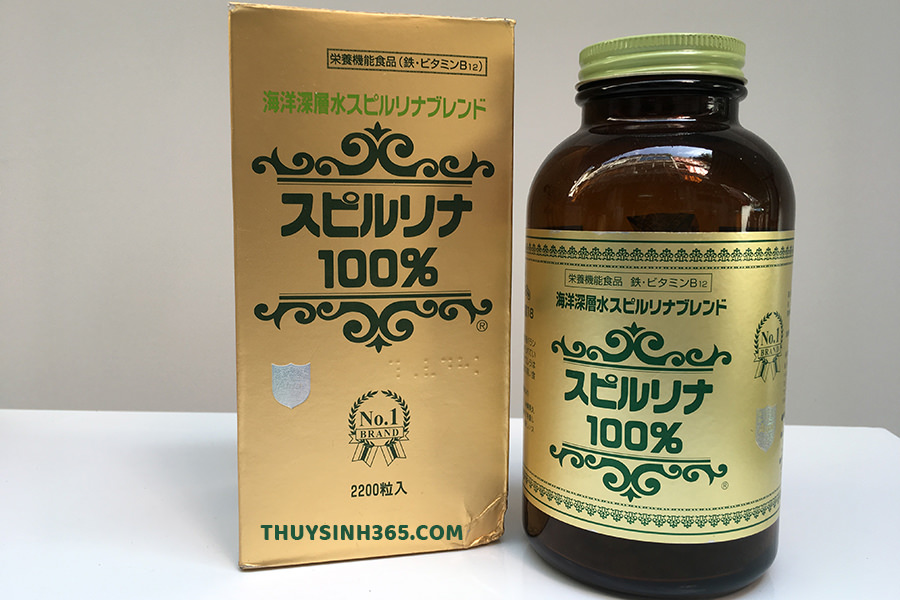 栄養機能食品(鉄・ビタミンB12)
海洋深層水スピルリナブレンド
スピルリナ
100%
®
No.1
BRAND
2200粒入
THUYSINH365.COM
栄養機能食品 鉄・ビタミンB12
海洋深層水スピルリナブレンド
スピルリナ
100%
®
No.1
BRAND